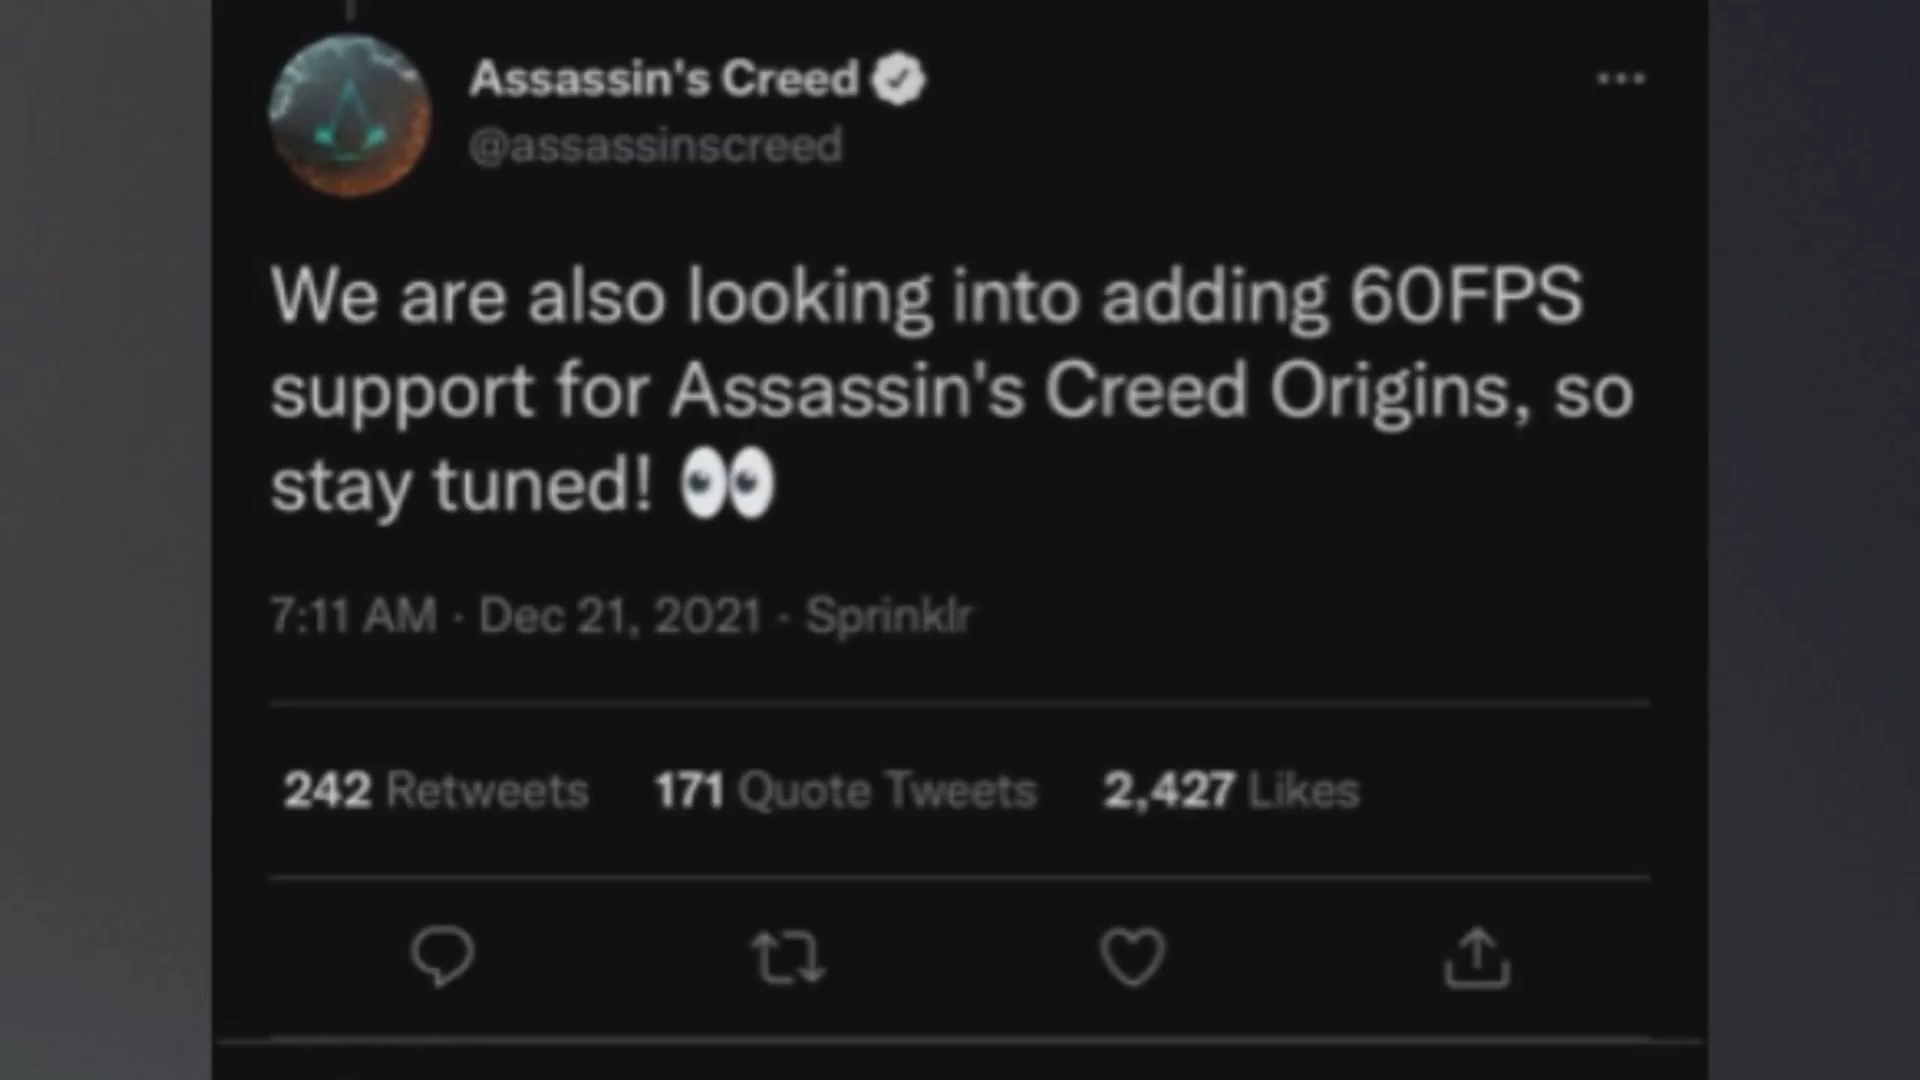 Assassin's Creed
@assassinscreed
We are also looking into adding 60FPS
support for Assassin's Creed Origins, so
stay tuned! 👀
7:11 AM · Dec 21, 2021 · Sprinklr
242 Retweets 171 Quote Tweets 2,427 Likes